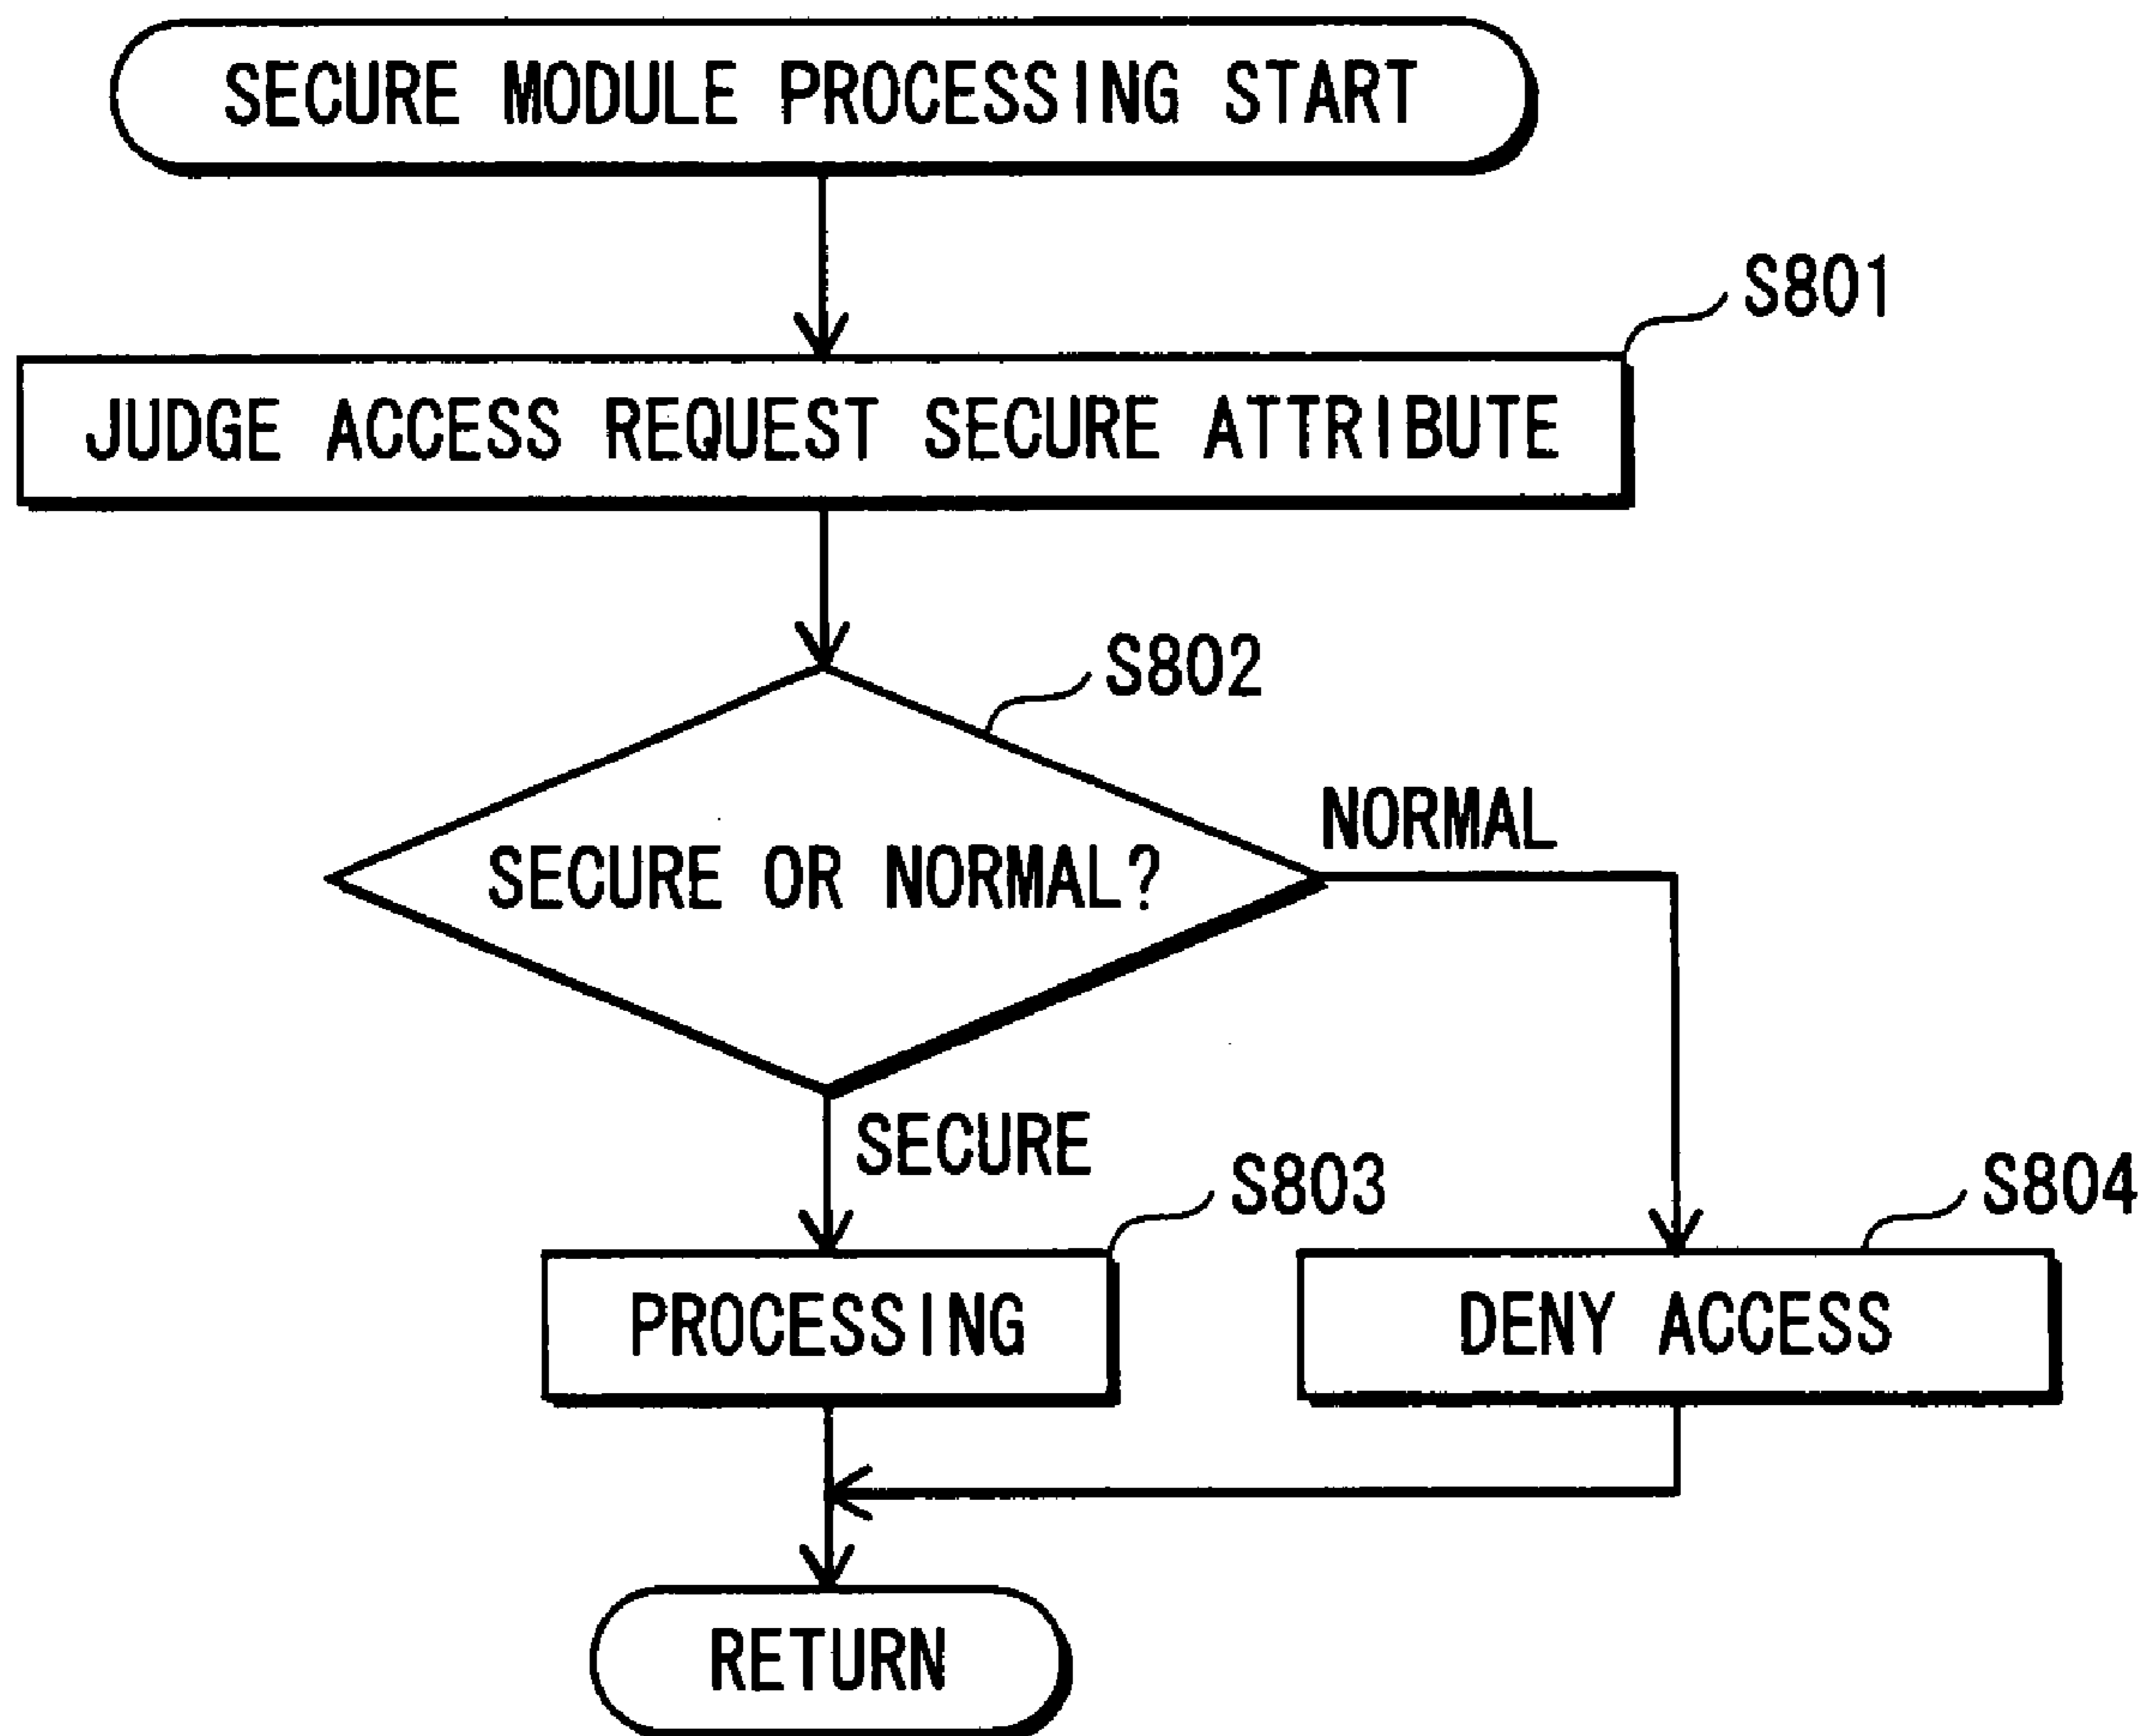 SECURE MODULE PROCESSING START
S801
JUDGE ACCESS REQUEST SECURE ATTRIBUTE
S802
SECURE OR NORMAL?
NORMAL
SECURE
S803
PROCESSING
S804
DENY ACCESS
RETURN